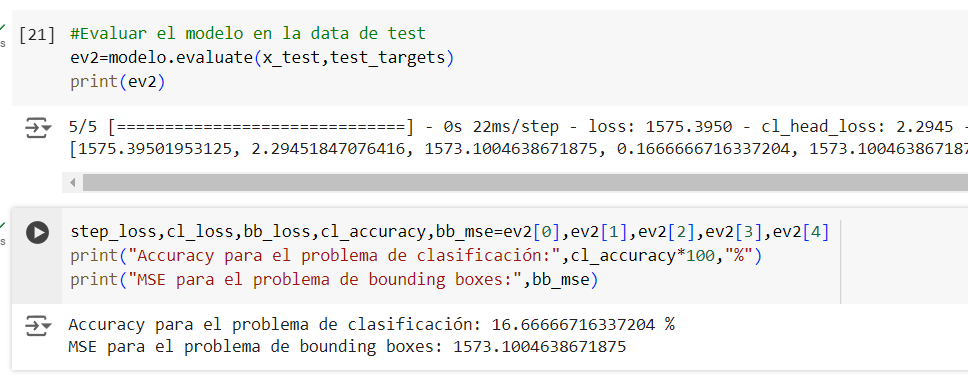 [21] #Evaluar el modelo en la data de test
ev2=modelo.evaluate(x_test,test_targets)
print(ev2)
5/5 [==============================] - 0s 22ms/step - loss: 1575.3950 - cl_head_loss: 2.2945 -
[1575.39501953125, 2.29451847076416, 1573.1004638671875, 0.1666666716337204, 1573.100463867187
step_loss,cl_loss,bb_loss,cl_accuracy,bb_mse=ev2[0],ev2[1],ev2[2],ev2[3],ev2[4]
print("Accuracy para el problema de clasificación:",cl_accuracy*100,"%")
print("MSE para el problema de bounding boxes:",bb_mse)
Accuracy para el problema de clasificación: 16.66666716337204 %
MSE para el problema de bounding boxes: 1573.1004638671875